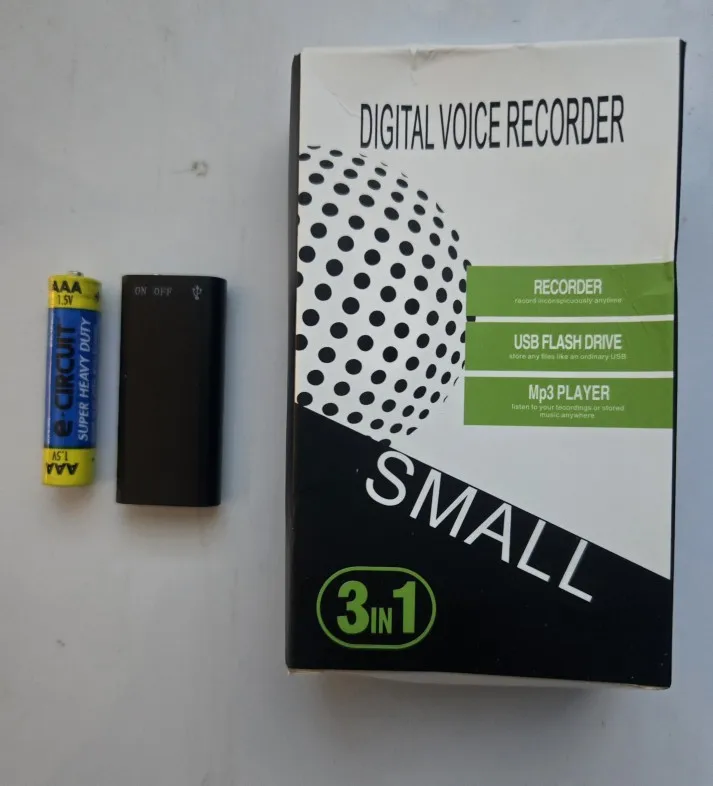 AAA
1.5V
e·CIRCUIT
SUPER HEAVY DUTY
1.5V
AAA
ON OFF
DIGITAL VOICE RECORDER
RECORDER
record inconspicuously anytime
USB FLASH DRIVE
store any files like an ordinary USB
Mp3 PLAYER
listen to your recordings or stored
music anywhere
SMALL
3IN1